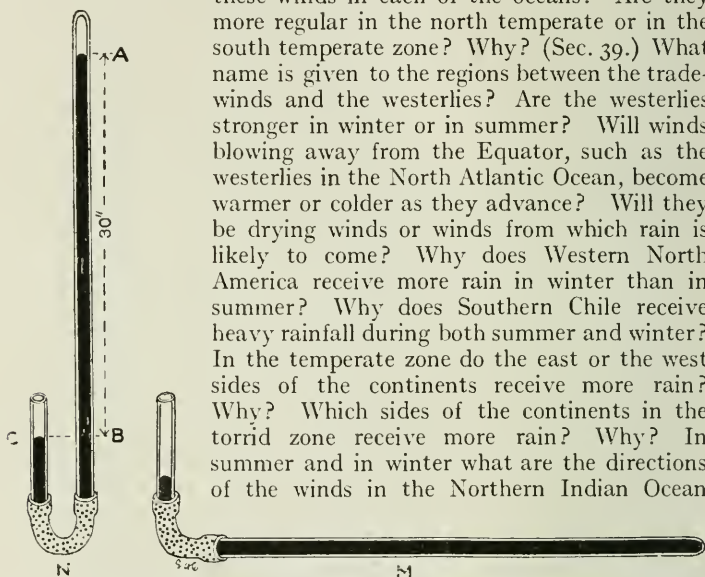 these winds in each of the oceans? Are they
more regular in the north temperate or in the
south temperate zone? Why? (Sec. 39.) What
name is given to the regions between the trade-
winds and the westerlies? Are the westerlies
stronger in winter or in summer? Will winds
blowing away from the Equator, such as the
westerlies in the North Atlantic Ocean, become
warmer or colder as they advance? Will they
be drying winds or winds from which rain is
likely to come? Why does Western North
America receive more rain in winter than in
summer? Why does Southern Chile receive
heavy rainfall during both summer and winter?
In the temperate zone do the east or the west
sides of the continents receive more rain?
Why? Which sides of the continents in the
torrid zone receive more rain? Why? In
summer and in winter what are the directions
of the winds in the Northern Indian Ocean
A
30"
C
B
N
M